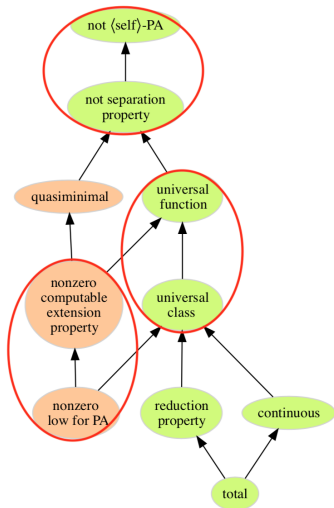 not ⟨self⟩-PA
not separation
property
quasiminimal
universal
function
nonzero
computable
extension
property
universal
class
nonzero
low for PA
reduction
property
continuous
total